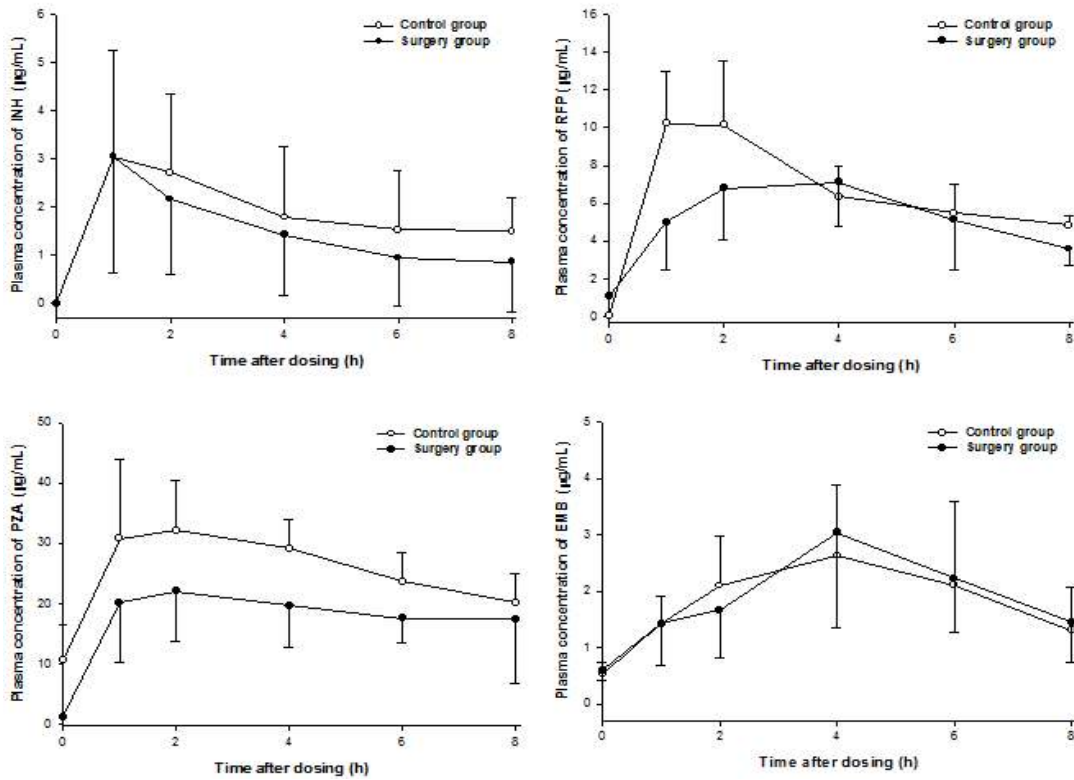 6
5
4
3
2
1
0
Plasma concentration of INH (µg/mL)
Control group
Surgery group
0 2 4 6 8
Time after dosing (h)
16
14
12
10
8
6
4
2
0
Plasma concentration of RFP (µg/mL)
Control group
Surgery group
0 2 4 6 8
Time after dosing (h)
50
40
30
20
10
0
Plasma concentration of PZA (µg/mL)
Control group
Surgery group
0 2 4 6 8
Time after dosing (h)
5
4
3
2
1
0
Plasma concentration of EMB (µg/mL)
Control group
Surgery group
0 2 4 6 8
Time after dosing (h)